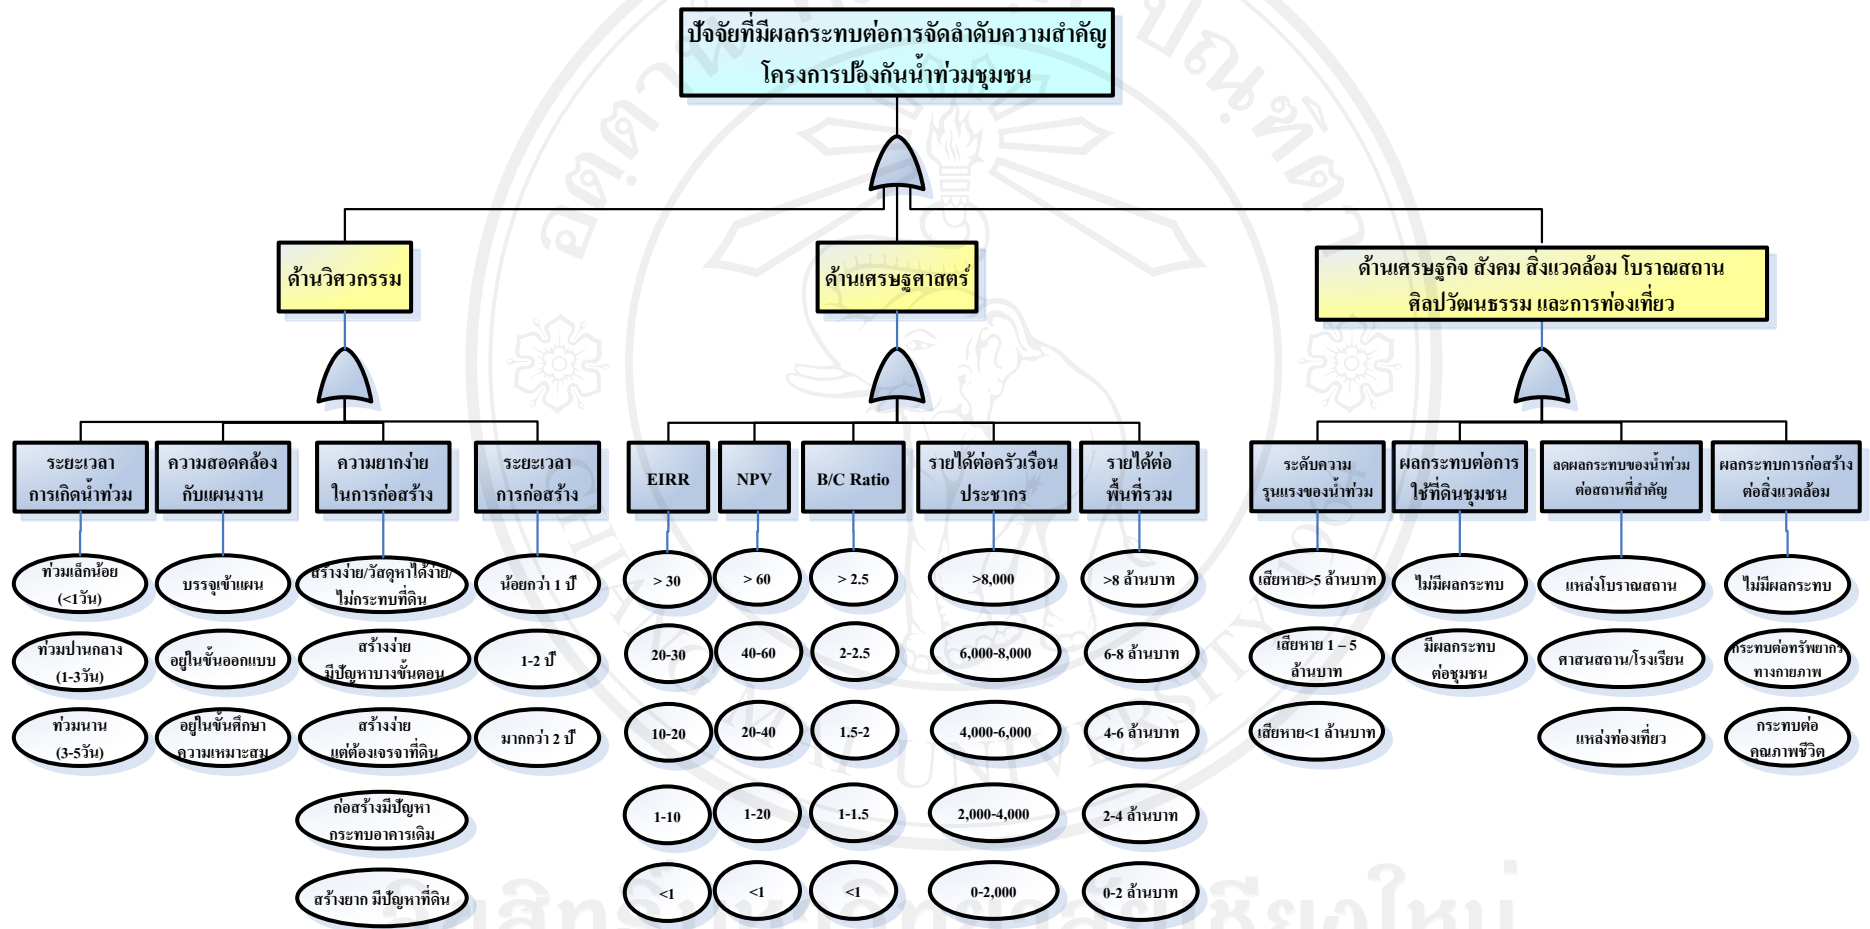 ปัจจัยที่มีผลกระทบต่อการจัดลำดับความสำคัญ
โครงการป้องกันน้ำท่วมชุมชน
ด้านวิศวกรรม
ด้านเศรษฐศาสตร์
ด้านเศรษฐกิจ สังคม สิ่งแวดล้อม โบราณสถาน
ศิลปวัฒนธรรม และการท่องเที่ยว
ระยะเวลา
การเกิดน้ำท่วม
ความสอดคล้อง
กับแผนงาน
ความยากง่าย
ในการก่อสร้าง
ระยะเวลา
การก่อสร้าง
EIRR
NPV
B/C Ratio
รายได้ต่อครัวเรือน
ประชากร
รายได้ต่อ
พื้นที่รวม
ระดับความ
รุนแรงของน้ำท่วม
ผลกระทบต่อการ
ใช้ที่ดินชุมชน
ลดผลกระทบของน้ำท่วม
ต่อสถานที่สำคัญ
ผลกระทบการก่อสร้าง
ต่อสิ่งแวดล้อม
ท่วมเล็กน้อย
(<1วัน)
บรรจุเข้าแผน
สร้างง่าย/วัสดุหาได้ง่าย/
ไม่กระทบที่ดิน
น้อยกว่า 1 ปี
> 30
> 60
> 2.5
>8,000
>8 ล้านบาท
เสียหาย>5 ล้านบาท
ไม่มีผลกระทบ
แหล่งโบราณสถาน
ไม่มีผลกระทบ
ท่วมปานกลาง
(1-3วัน)
อยู่ในขั้นออกแบบ
สร้างง่าย
มีปัญหาบางขั้นตอน
1-2 ปี
20-30
40-60
2-2.5
6,000-8,000
6-8 ล้านบาท
เสียหาย 1 – 5
ล้านบาท
มีผลกระทบ
ต่อชุมชน
ศาสนสถาน/โรงเรียน
กระทบต่อทรัพยากร
ทางกายภาพ
ท่วมนาน
(3-5วัน)
อยู่ในขั้นศึกษา
ความเหมาะสม
สร้างง่าย
แต่ต้องเจรจาที่ดิน
มากกว่า 2 ปี
10-20
20-40
1.5-2
4,000-6,000
4-6 ล้านบาท
เสียหาย<1 ล้านบาท
แหล่งท่องเที่ยว
กระทบต่อ
คุณภาพชีวิต
ก่อสร้างมีปัญหา
กระทบอาคารเดิม
1-10
1-20
1-1.5
2,000-4,000
2-4 ล้านบาท
สร้างยาก มีปัญหาที่ดิน
<1
<1
<1
0-2,000
0-2 ล้านบาท